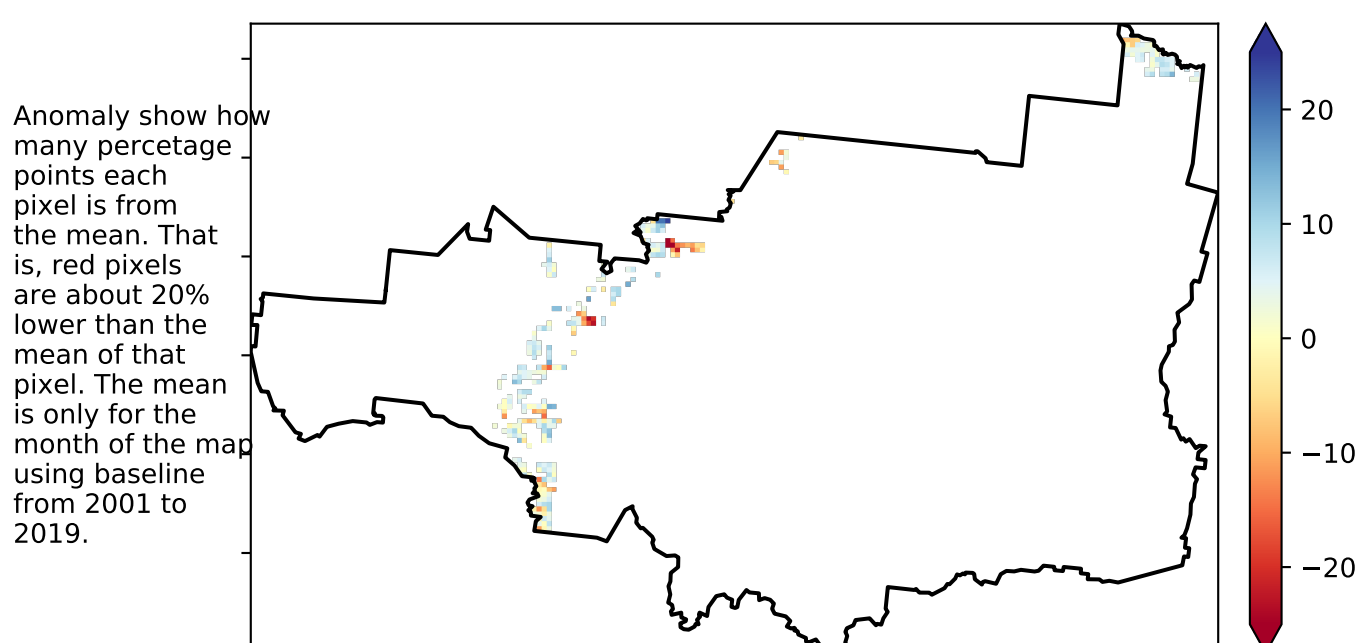 Anomaly show how
many percetage
points each
pixel is from
the mean. That
is, red pixels
are about 20%
lower than the
mean of that
pixel. The mean
is only for the
month of the map
using baseline
from 2001 to
2019.
20
10
0
−10
−20